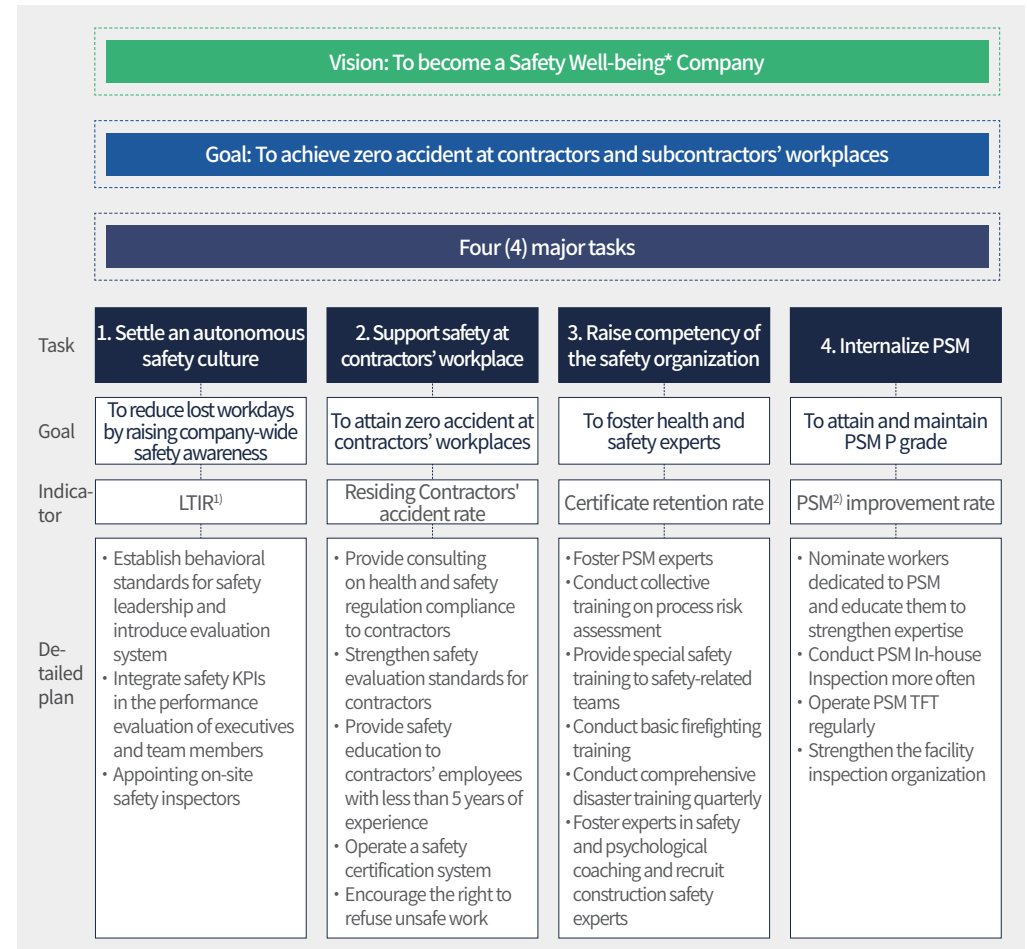 Vision: To become a Safety Well-being* Company
Goal: To achieve zero accident at contractors and subcontractors’ workplaces
Four (4) major tasks
Task
1. Settle an autonomous
safety culture
2. Support safety at
contractors’ workplace
3. Raise competency of
the safety organization
4. Internalize PSM
Goal
To reduce lost workdays
by raising company-wide
safety awareness
To attain zero accident at
contractors’ workplaces
To foster health and
safety experts
To attain and maintain
PSM P grade
Indica-
tor
LTIR1)
Residing Contractors'
accident rate
Certificate retention rate
PSM2) improvement rate
De-
tailed
plan
• Establish behavioral
standards for safety
leadership and
introduce evaluation
system
• Integrate safety KPIs
in the performance
evaluation of executives
and team members
• Appointing on-site
safety inspectors
• Provide consulting
on health and safety
regulation compliance
to contractors
• Strengthen safety
evaluation standards for
contractors
• Provide safety
education to
contractors’ employees
with less than 5 years of
experience
• Operate a safety
certification system
• Encourage the right to
refuse unsafe work
• Foster PSM experts
• Conduct collective
training on process risk
assessment
• Provide special safety
training to safety-related
teams
• Conduct basic firefighting
training
• Conduct comprehensive
disaster training quarterly
• Foster experts in safety
and psychological
coaching and recruit
construction safety
experts
• Nominate workers
dedicated to PSM
and educate them to
strengthen expertise
• Conduct PSM In-house
Inspection more often
• Operate PSM TFT
regularly
• Strengthen the facility
inspection organization